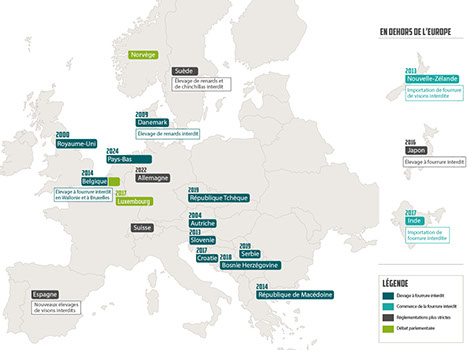 EN DEHORS DE L'EUROPE
Norvège
Suède
Élevage de renards et
de chinchillas interdit
2013
Nouvelle-Zélande
Importation de fourrure
de visons interdite
2009
Danemark
Élevage de renards interdit
2000
Royaume-Uni
2024
Pays-Bas
2016
Japon
Élevage à fourrure interdit
2014
Belgique
Élevage à fourrure interdit
en Wallonie et à Bruxelles
2022
Allemagne
2017
Luxembourg
2019
République Tchèque
2017
Inde
Importation de
fourrure interdite
2004
Autriche
Suisse
2013
Slovenie
2017
Croatie
2018
Bosnie Herzégovine
2019
Serbie
2014
République de Macédoine
Espagne
Nouveaux élevages
de visons interdits
LÉGENDE
Élevage à fourrure interdit
Commerce de la fourrure interdit
Réglementations plus strictes
Débat parlementaire